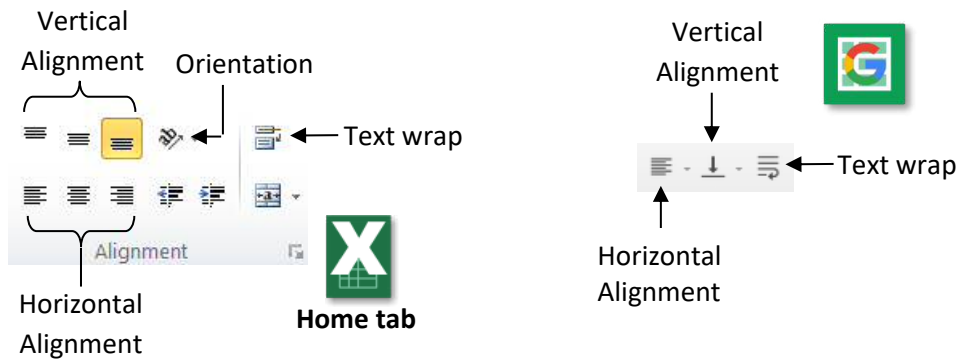 Vertical
Alignment
Orientation
Text wrap
Alignment
Horizontal
Alignment
X
Home tab
Vertical
Alignment
G
Text wrap
Horizontal
Alignment